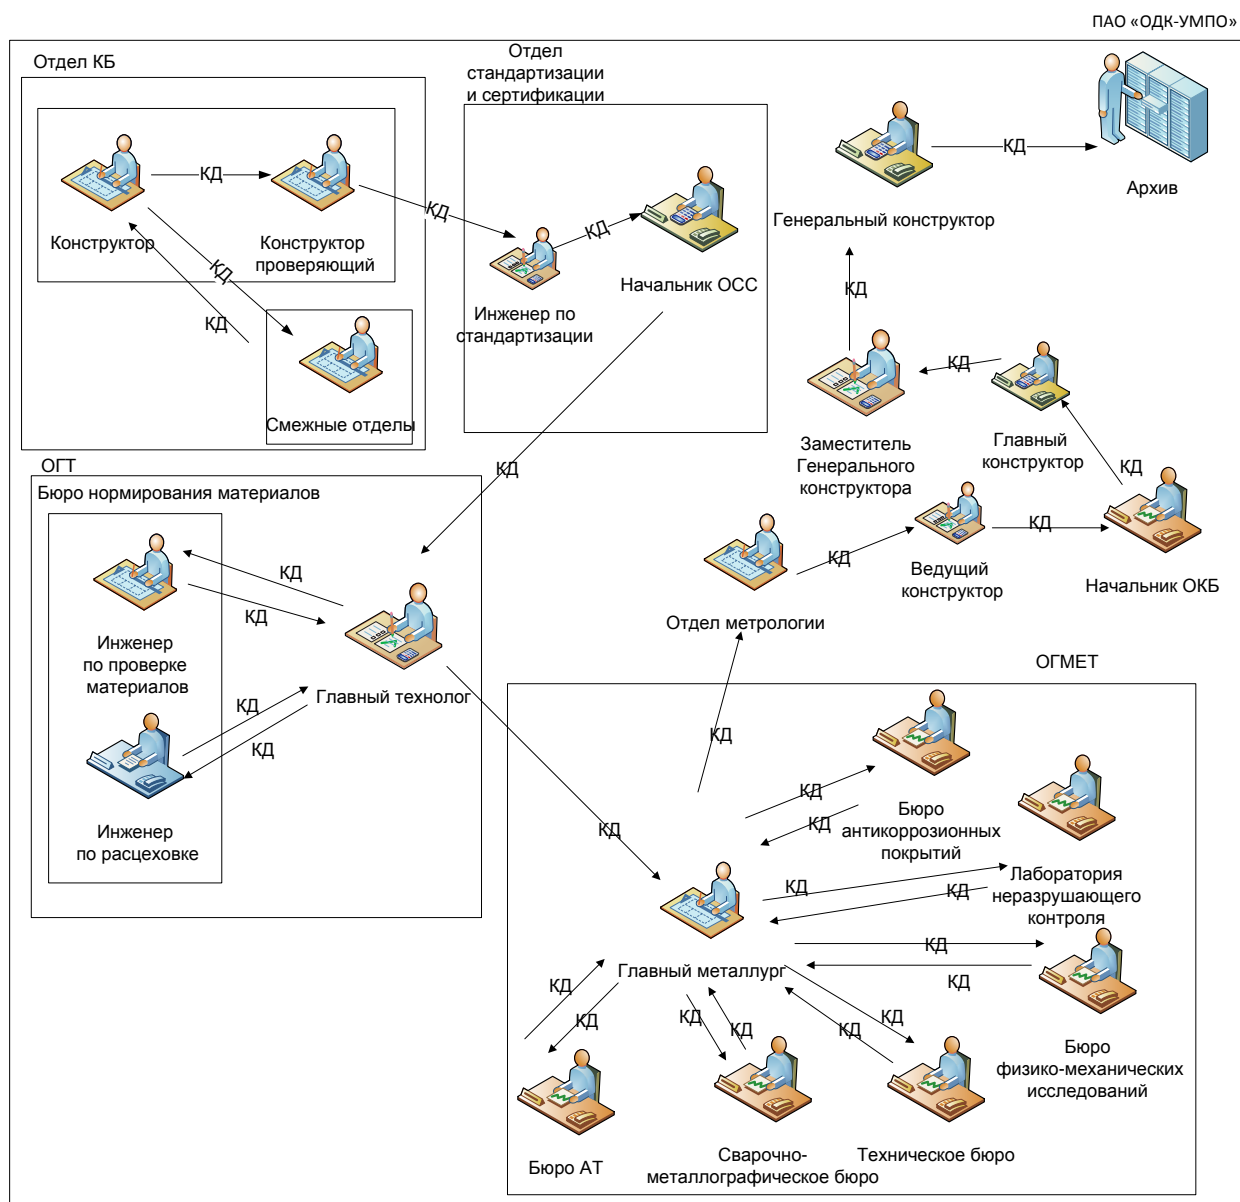 ПАО «ОДК-УМПО»
Отдел КБ
Отдел
стандартизации
и сертификации
КД
КД
КД
КД
КД
КД
Конструктор
Конструктор
проверяющий
Смежные отделы
Инженер по
стандартизации
Начальник ОСС
Генеральный конструктор
Архив
КД
КД
КД
КД
Заместитель
Генерального
конструктора
Главный
конструктор
КД
КД
КД
Ведущий
конструктор
Начальник ОКБ
Отдел метрологии
ОГТ
Бюро нормирования материалов
КД
КД
Инженер
по проверке
материалов
Главный технолог
КД
КД
Инженер
по расцеховке
КД
ОГМЕТ
КД
КД
КД
Бюро
антикоррозионных
покрытий
КД
КД
Лаборатория
неразрушающего
контроля
КД
КД
Главный металлург
Бюро
физико-механических
исследований
КД
КД
КД
КД
КД
КД
Бюро АТ
Сварочно-
металлографическое бюро
Техническое бюро